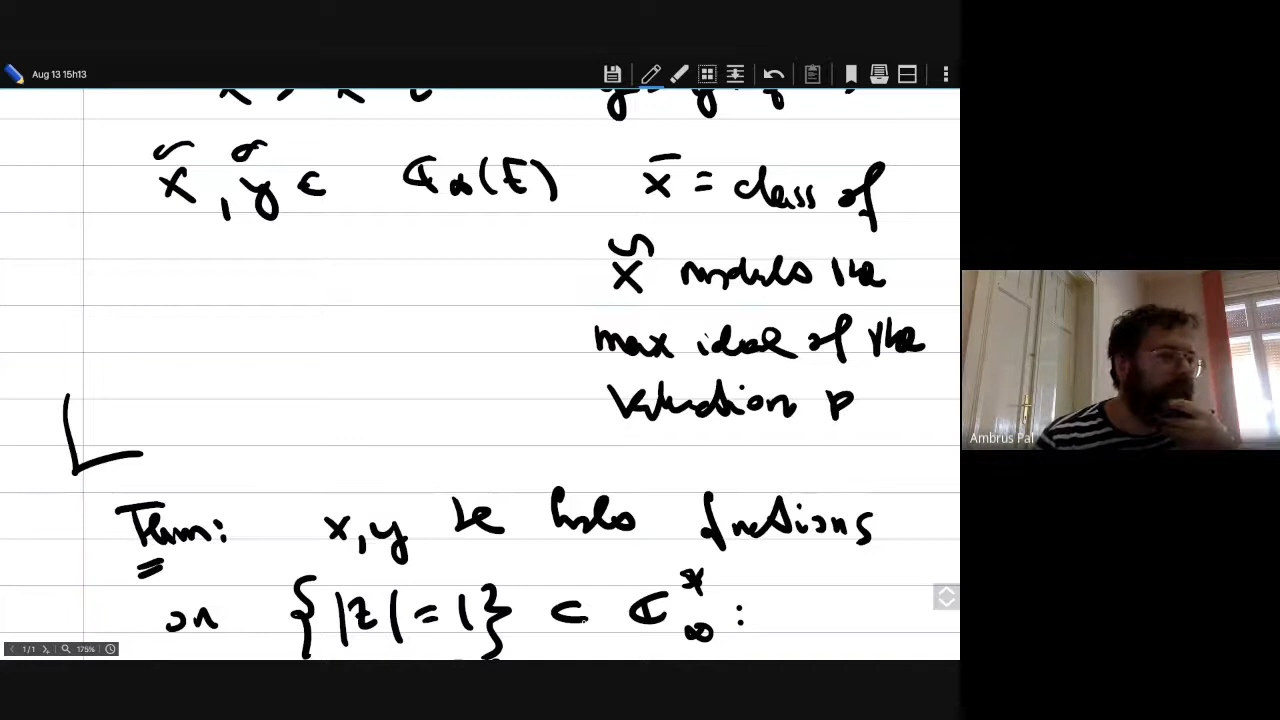 Aug 13 15h13
x̃, ỹ ∈ ℂ∞(t) x̄ = class of
x̃ modulo the
max ideal of the
valuation p
Thm: x, y be holo functions
on {|z| = 1} ⊂ ℂ∞* :
1/1 175%
Ambrus Pal